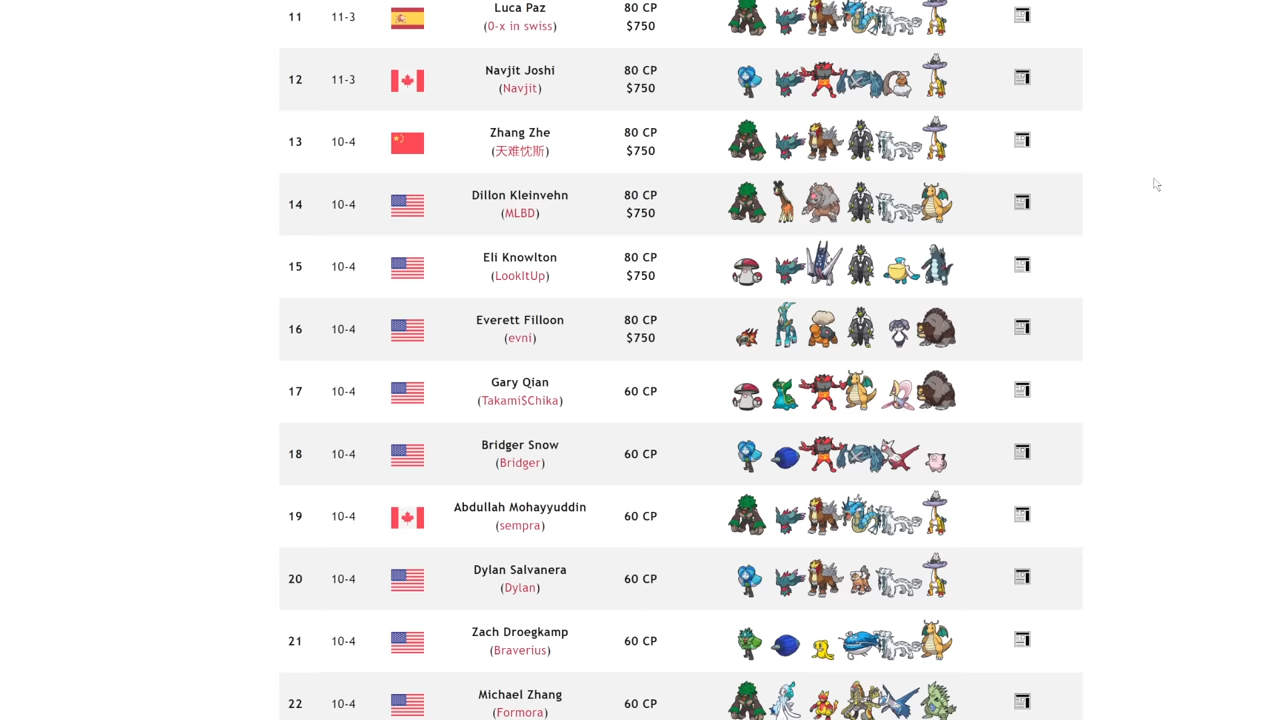 11 11-3 Luca Paz 80 CP
(0-x in swiss) $750
12 11-3 Navjit Joshi 80 CP
(Navjit) $750
13 10-4 Zhang Zhe 80 CP
(天难忱斯) $750
14 10-4 Dillon Kleinvehn 80 CP
(MLBD) $750
15 10-4 Eli Knowlton 80 CP
(LookItUp) $750
16 10-4 Everett Filloon 80 CP
(evni) $750
17 10-4 Gary Qian 60 CP
(Takami$Chika)
18 10-4 Bridger Snow 60 CP
(Bridger)
19 10-4 Abdullah Mohayyuddin 60 CP
(sempra)
20 10-4 Dylan Salvanera 60 CP
(Dylan)
21 10-4 Zach Droegkamp 60 CP
(Braverius)
22 10-4 Michael Zhang 60 CP
(Formora)